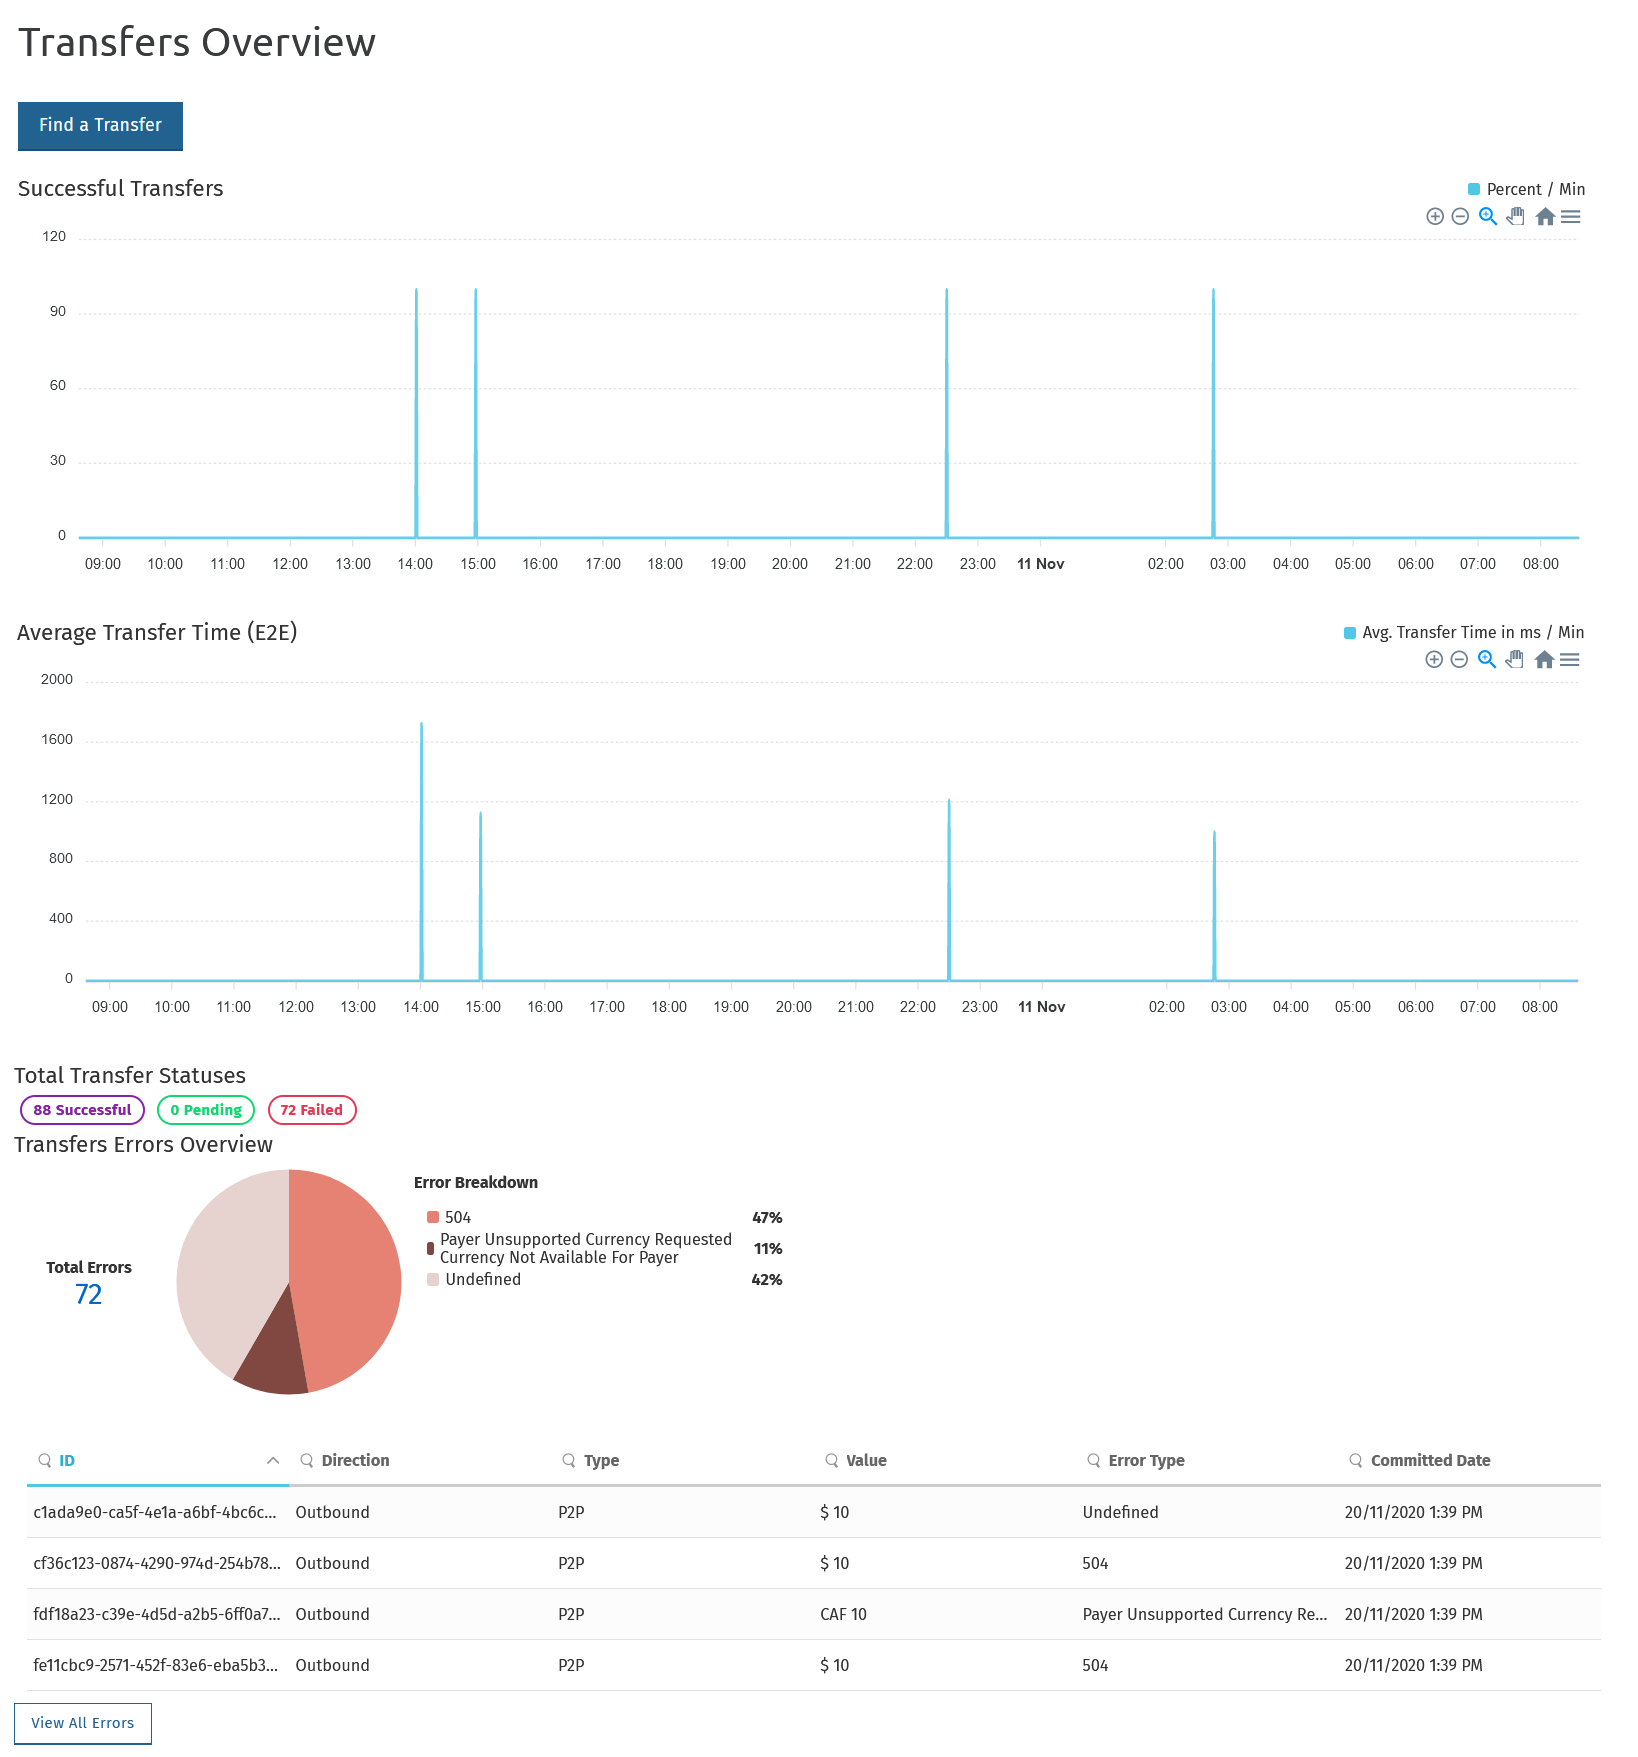 Transfers Overview
Find a Transfer
Successful Transfers
Percent / Min
120
90
60
30
0
09:00 10:00 11:00 12:00 13:00 14:00 15:00 16:00 17:00 18:00 19:00 20:00 21:00 22:00 23:00 11 Nov 02:00 03:00 04:00 05:00 06:00 07:00 08:00
Average Transfer Time (E2E)
Avg. Transfer Time in ms / Min
2000
1600
1200
800
400
0
09:00 10:00 11:00 12:00 13:00 14:00 15:00 16:00 17:00 18:00 19:00 20:00 21:00 22:00 23:00 11 Nov 02:00 03:00 04:00 05:00 06:00 07:00 08:00
Total Transfer Statuses
88 Successful 0 Pending 72 Failed
Transfers Errors Overview
Total Errors
72
Error Breakdown
504 47%
Payer Unsupported Currency Requested
Currency Not Available For Payer 11%
Undefined 42%
ID Direction Type Value Error Type Committed Date
c1ada9e0-ca5f-4e1a-a6bf-4bc6c... Outbound P2P $ 10 Undefined 20/11/2020 1:39 PM
cf36c123-0874-4290-974d-254b78... Outbound P2P $ 10 504 20/11/2020 1:39 PM
fdf18a23-c39e-4d5d-a2b5-6ff0a7... Outbound P2P CAF 10 Payer Unsupported Currency Re... 20/11/2020 1:39 PM
fe11cbc9-2571-452f-83e6-eba5b3... Outbound P2P $ 10 504 20/11/2020 1:39 PM
View All Errors